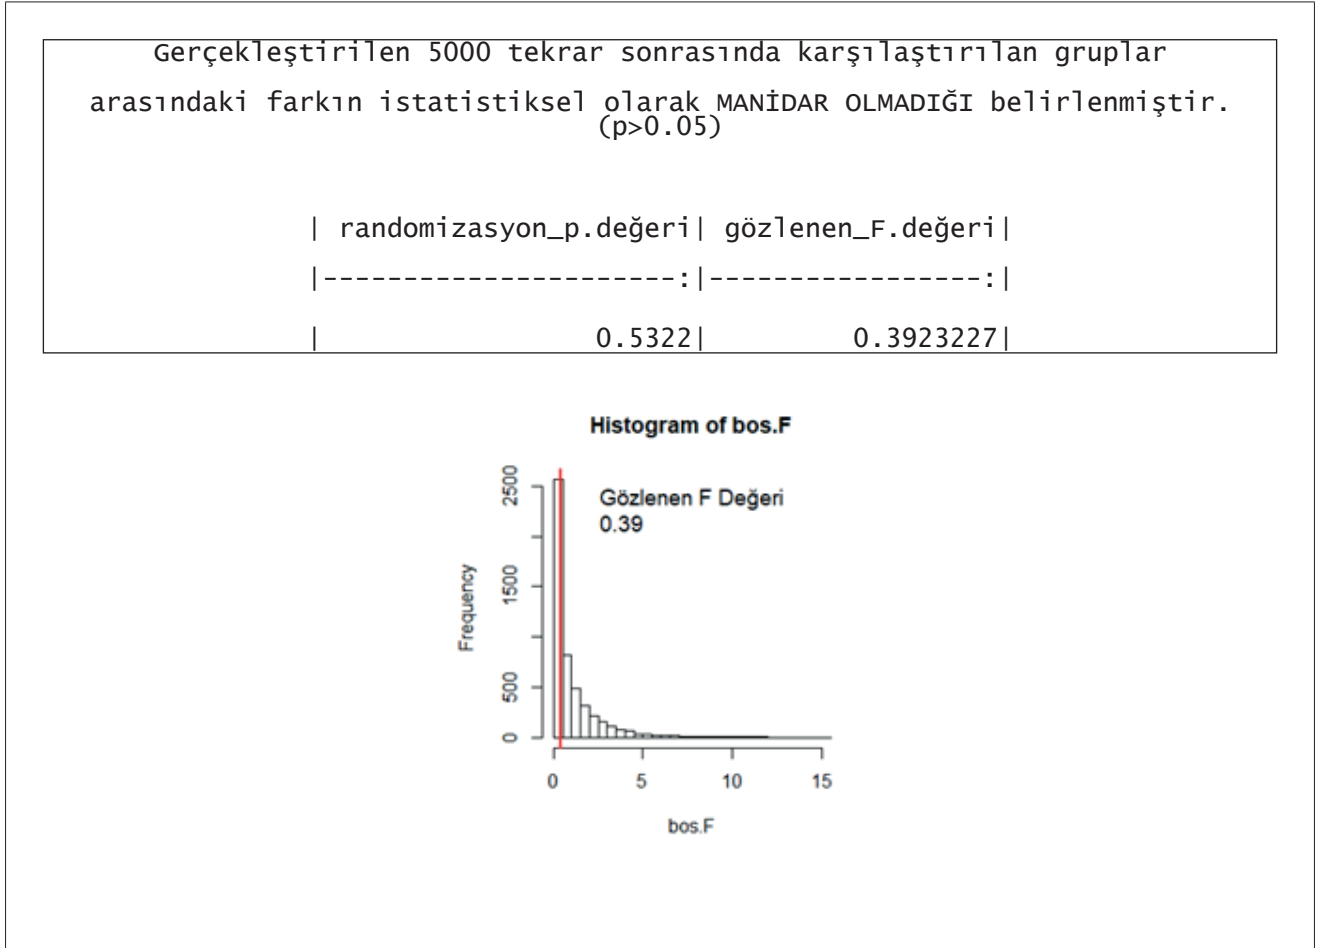 Gerçekleştirilen 5000 tekrar sonrasında karşılaştırılan gruplar
arasındaki farkın istatistiksel olarak MANİDAR OLMADIĞI belirlenmiştir.
(p>0.05)
| randomizasyon_p.değeri| gözlenen_F.değeri|
|----------------------:|-----------------:|
| 0.5322| 0.3923227|
Histogram of bos.F
Gözlenen F Değeri
0.39
Frequency
2500
1500
500
0
0 5 10 15
bos.F